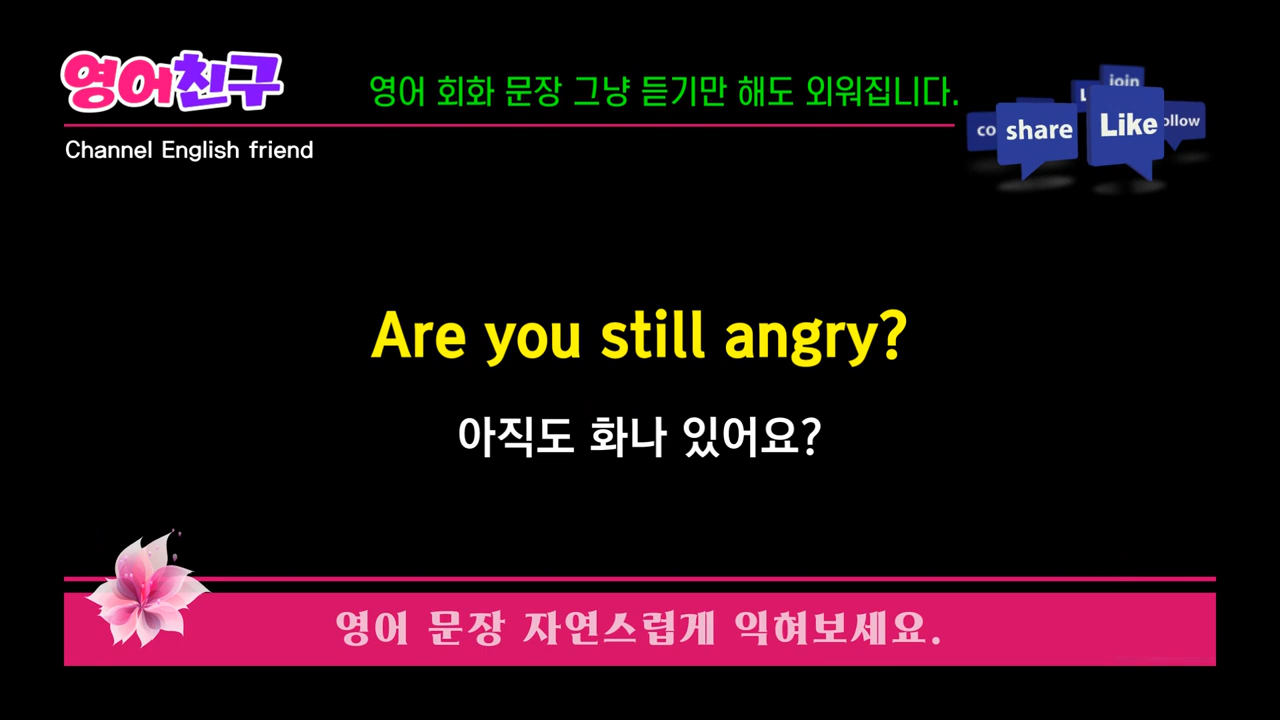 영어친구
영어 회화 문장 그냥 듣기만 해도 외워집니다.
Channel English friend
join
share
Like
Are you still angry?
아직도 화나 있어요?
영어 문장 자연스럽게 익혀보세요.